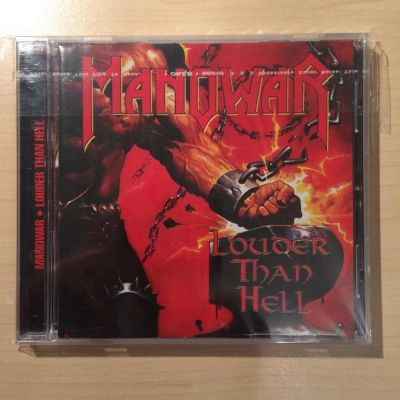 MANOWAR
LOUDER
THAN
HELL
MANOWAR • LOUDER THAN HELL